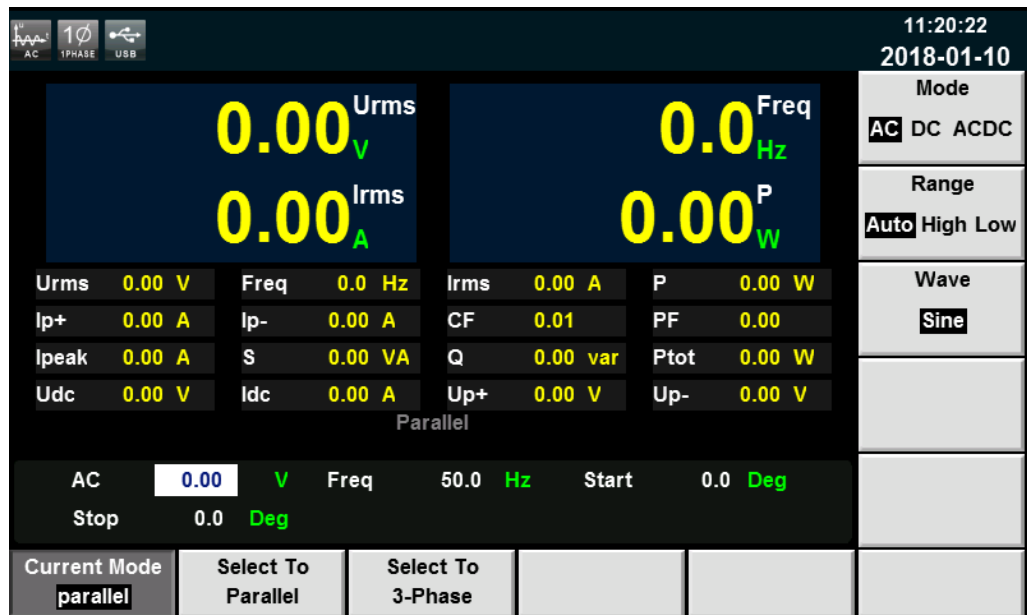 AC 1Ø 1PHASE USB
11:20:22
2018-01-10
0.00 Urms V
0.0 Freq Hz
0.00 Irms A
0.00 P W
Urms 0.00 V Freq 0.0 Hz Irms 0.00 A P 0.00 W
Ip+ 0.00 A Ip- 0.00 A CF 0.01 PF 0.00
Ipeak 0.00 A S 0.00 VA Q 0.00 var Ptot 0.00 W
Udc 0.00 V Idc 0.00 A Up+ 0.00 V Up- 0.00 V
Parallel
AC 0.00 V Freq 50.0 Hz Start 0.0 Deg
Stop 0.0 Deg
Mode
AC DC ACDC
Range
Auto High Low
Wave
Sine
Current Mode
parallel
Select To
Parallel
Select To
3-Phase